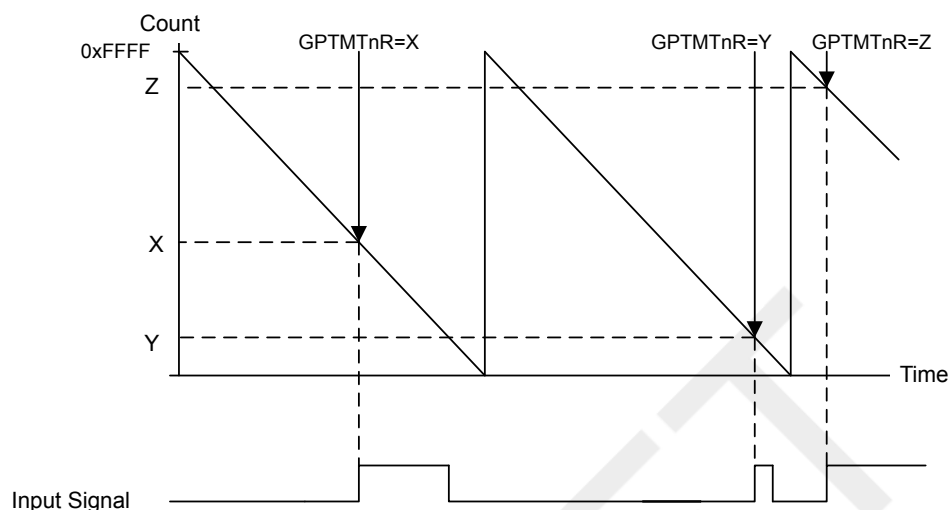 Count
GPTMTnR=X
GPTMTnR=Y
GPTMTnR=Z
0xFFFF
Z
X
Y
Time
Input Signal